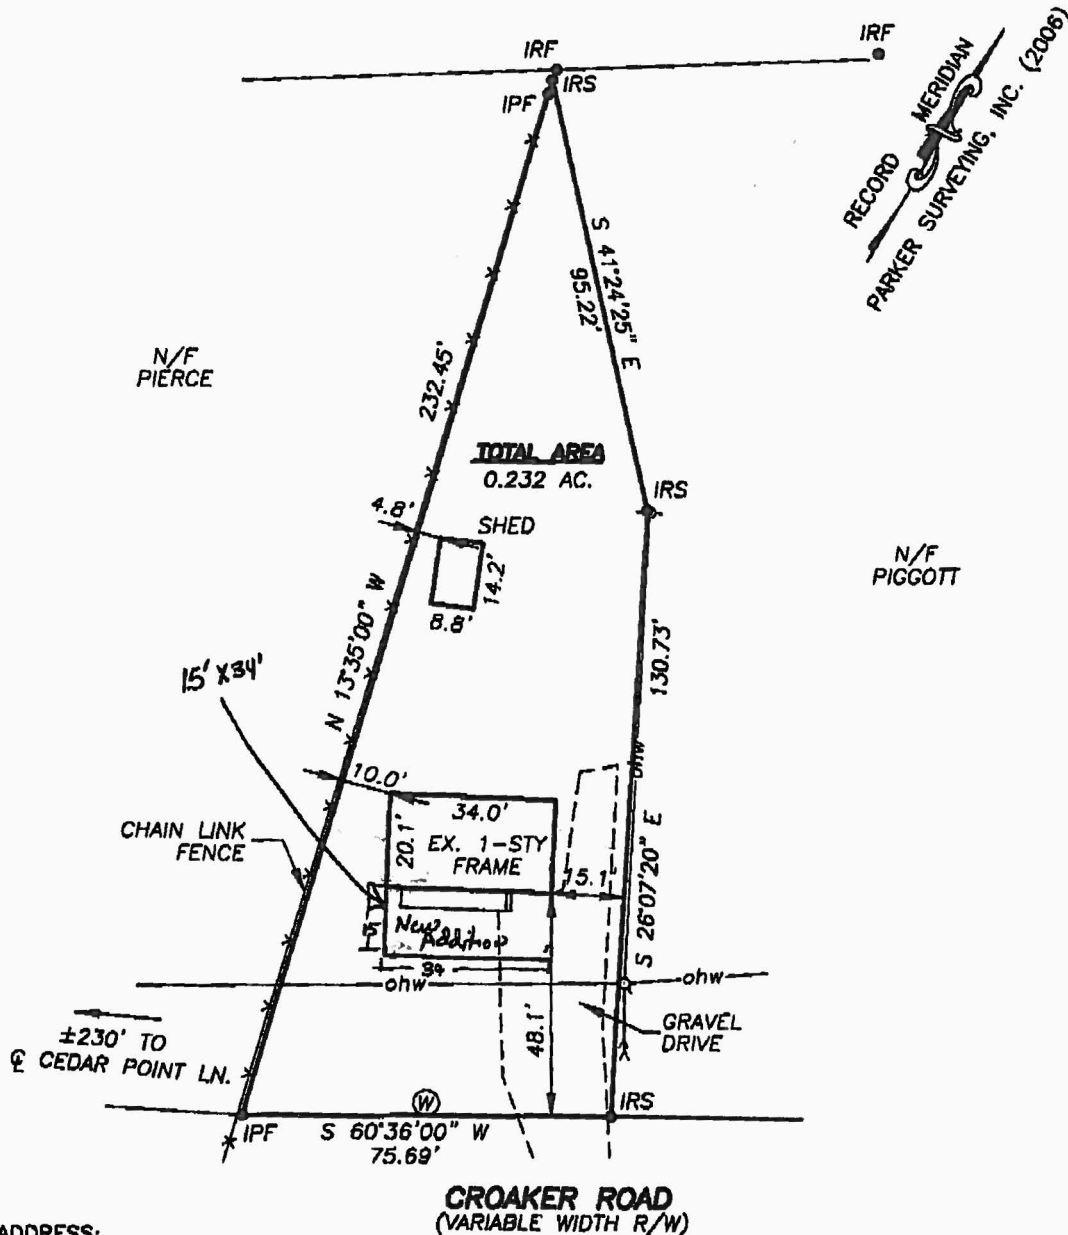 IRF
IRF
IRS
IPF
RECORD MERIDIAN
PARKER SURVEYING, INC. (2006)
S 41°24'25" E
95.22'
N/F
PIERCE
232.45'
TOTAL AREA
0.232 AC.
IRS
4.8'
SHED
14.2'
8.8'
N/F
PIGGOTT
130.73'
15' X 34'
N 13°35'00" W
ohw
10.0'
34.0'
20.1'
EX. 1-STY
FRAME
CHAIN LINK
FENCE
15.1'
S 26°07'20" E
New
Addition
15
34
ohw
ohw
48.1'
GRAVEL
DRIVE
±230' TO
℄ CEDAR POINT LN.
W
IRS
IPF
S 60°36'00" W
75.69'
CROAKER ROAD
(VARIABLE WIDTH R/W)
ADDRESS: